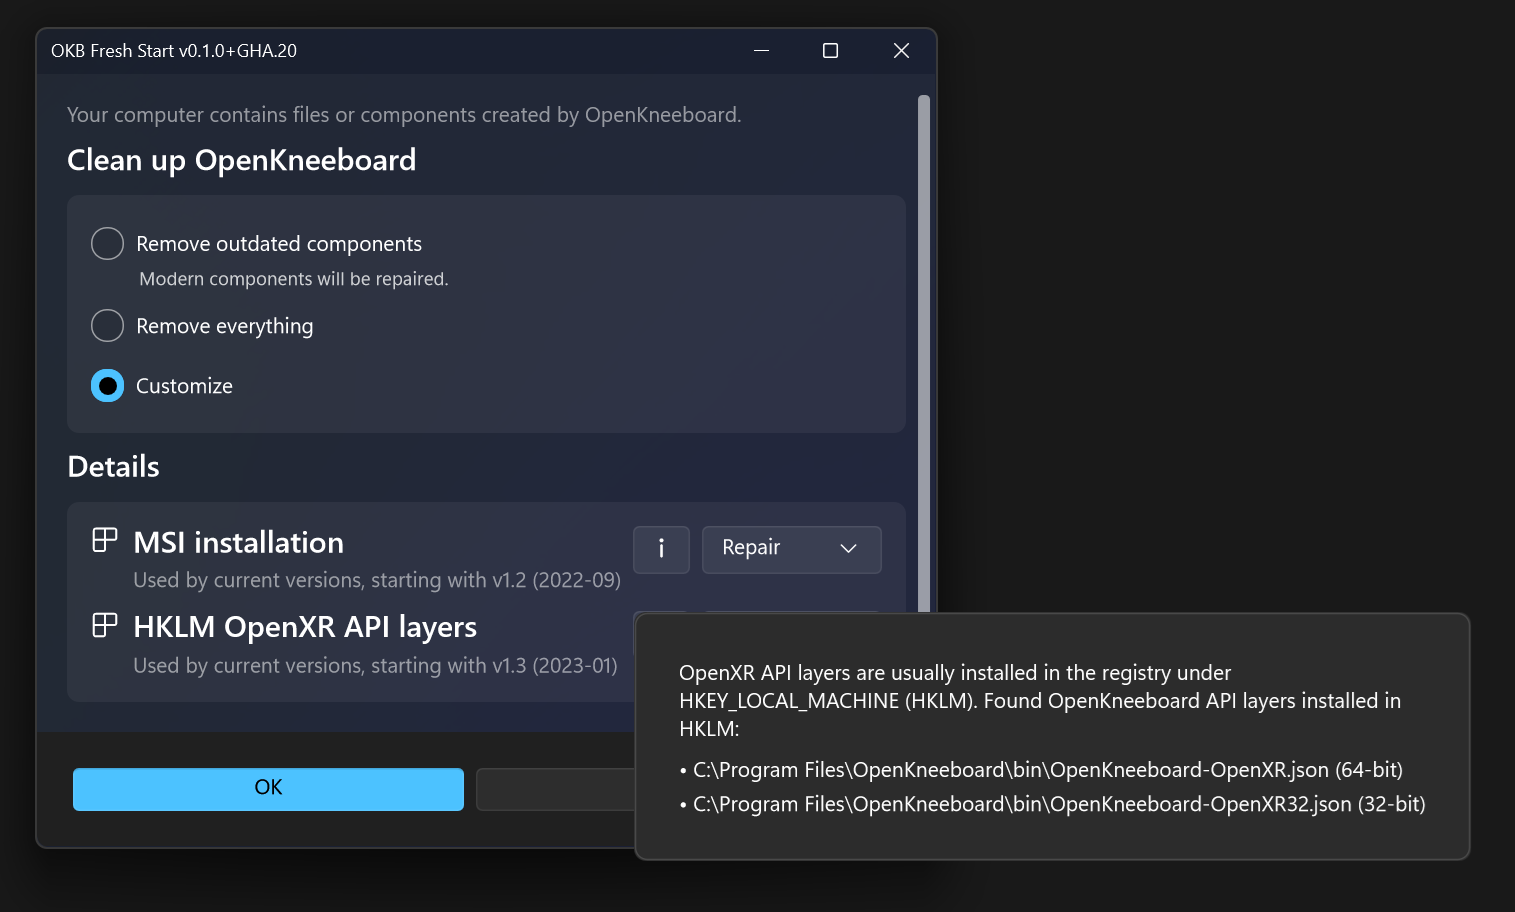 OKB Fresh Start v0.1.0+GHA.20
Your computer contains files or components created by OpenKneeboard.
Clean up OpenKneeboard
Remove outdated components
Modern components will be repaired.
Remove everything
Customize
Details
MSI installation
i
Repair
Used by current versions, starting with v1.2 (2022-09)
HKLM OpenXR API layers
Used by current versions, starting with v1.3 (2023-01)
OK
OpenXR API layers are usually installed in the registry under
HKEY_LOCAL_MACHINE (HKLM). Found OpenKneeboard API layers installed in
HKLM:
• C:\Program Files\OpenKneeboard\bin\OpenKneeboard-OpenXR.json (64-bit)
• C:\Program Files\OpenKneeboard\bin\OpenKneeboard-OpenXR32.json (32-bit)